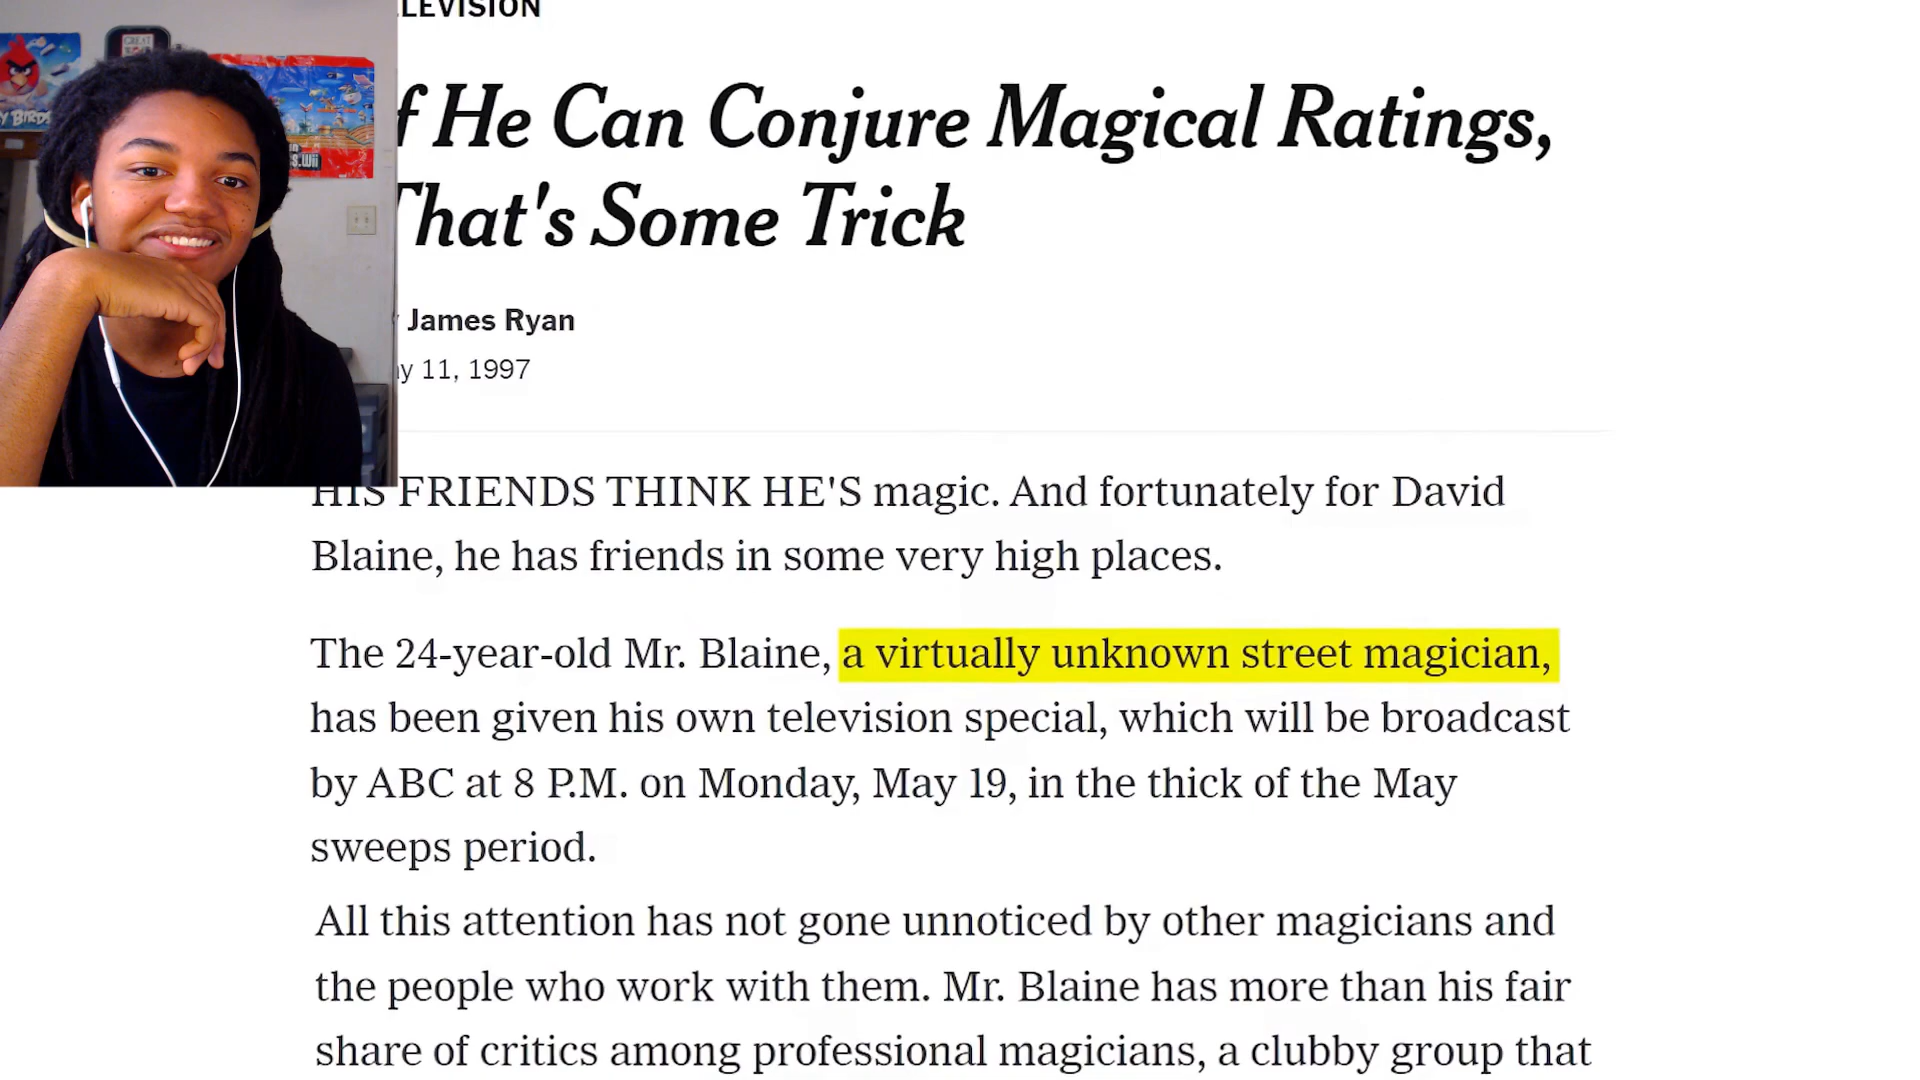 LEVISION
f He Can Conjure Magical Ratings,
That's Some Trick
James Ryan
ay 11, 1997
HIS FRIENDS THINK HE'S magic. And fortunately for David
Blaine, he has friends in some very high places.
The 24-year-old Mr. Blaine, a virtually unknown street magician,
has been given his own television special, which will be broadcast
by ABC at 8 P.M. on Monday, May 19, in the thick of the May
sweeps period.
All this attention has not gone unnoticed by other magicians and
the people who work with them. Mr. Blaine has more than his fair
share of critics among professional magicians, a clubby group that
Y BIRDS
GREAT
S.Wii